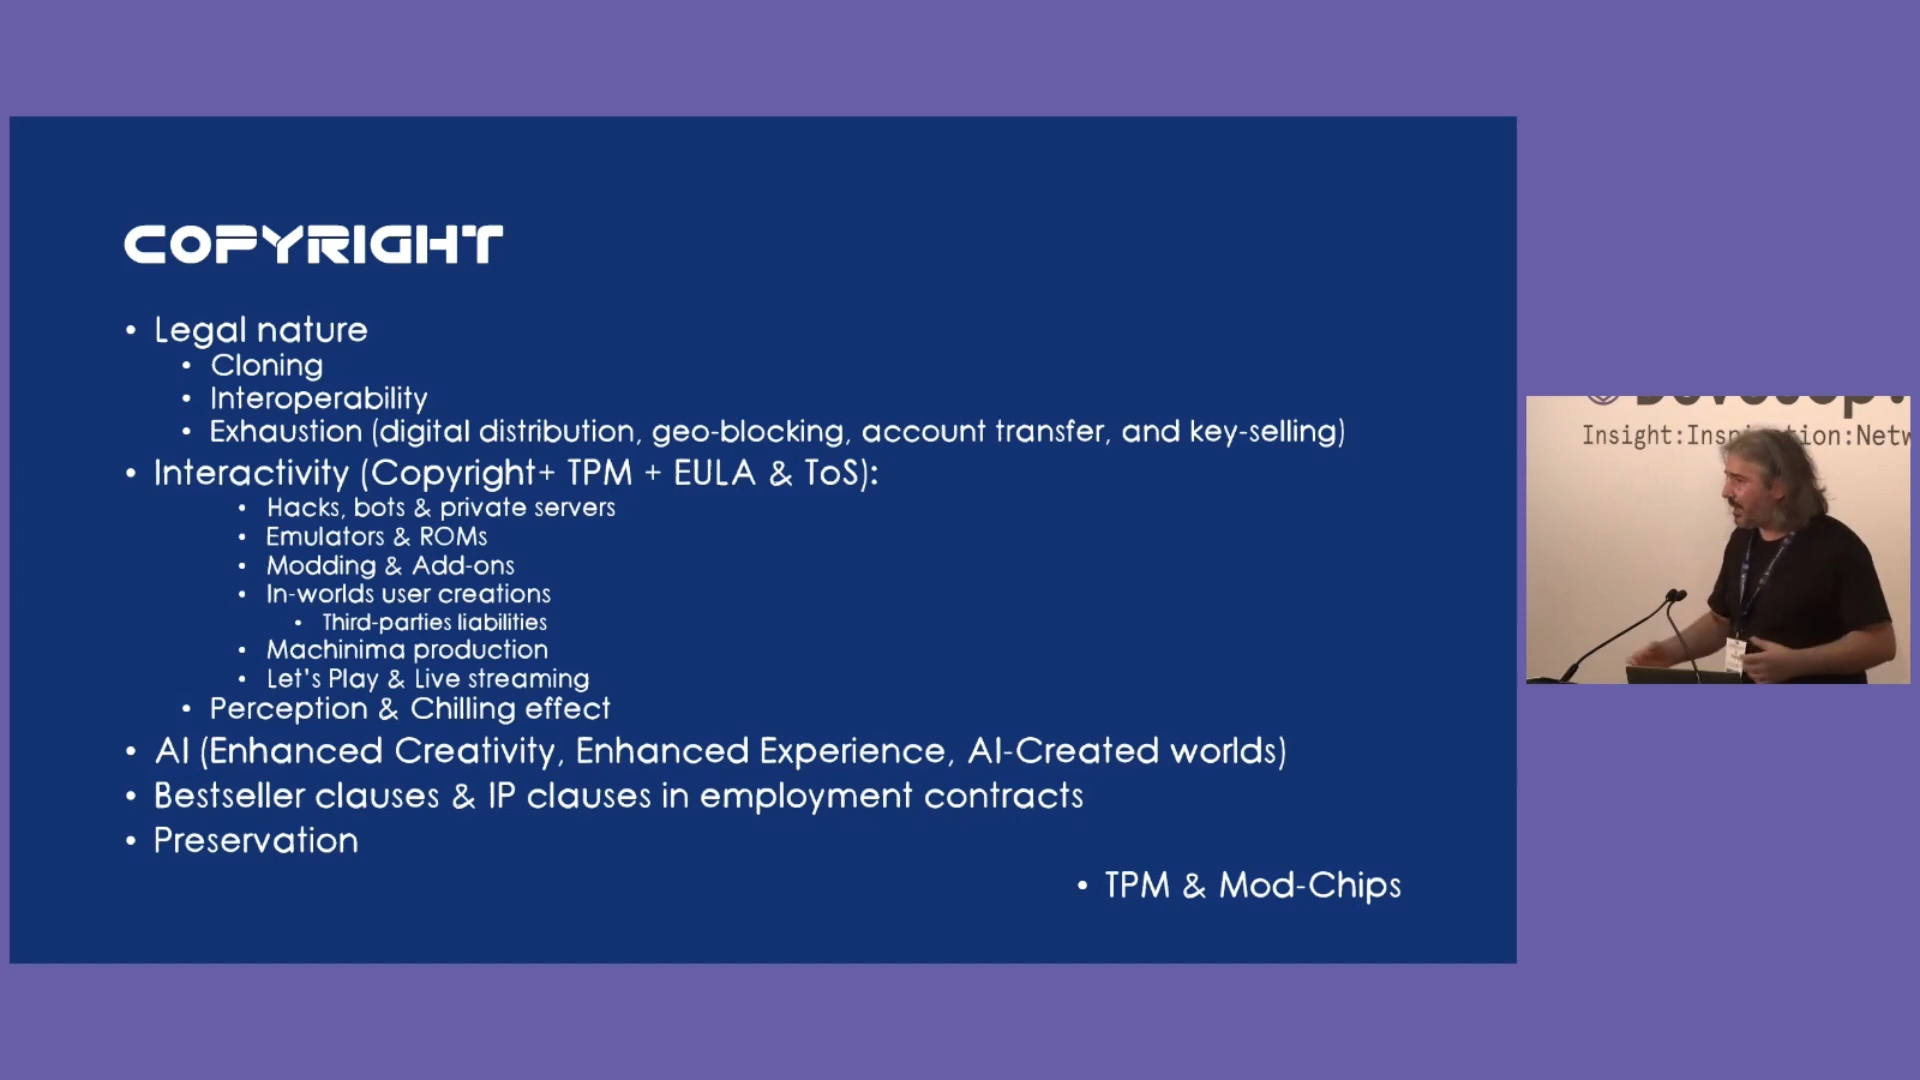 COPYRIGHT
• Legal nature
• Cloning
• Interoperability
• Exhaustion (digital distribution, geo-blocking, account transfer, and key-selling)
• Interactivity (Copyright+ TPM + EULA & ToS):
• Hacks, bots & private servers
• Emulators & ROMs
• Modding & Add-ons
• In-worlds user creations
• Third-parties liabilities
• Machinima production
• Let's Play & Live streaming
• Perception & Chilling effect
• AI (Enhanced Creativity, Enhanced Experience, AI-Created worlds)
• Bestseller clauses & IP clauses in employment contracts
• Preservation
• TPM & Mod-Chips
Insight: